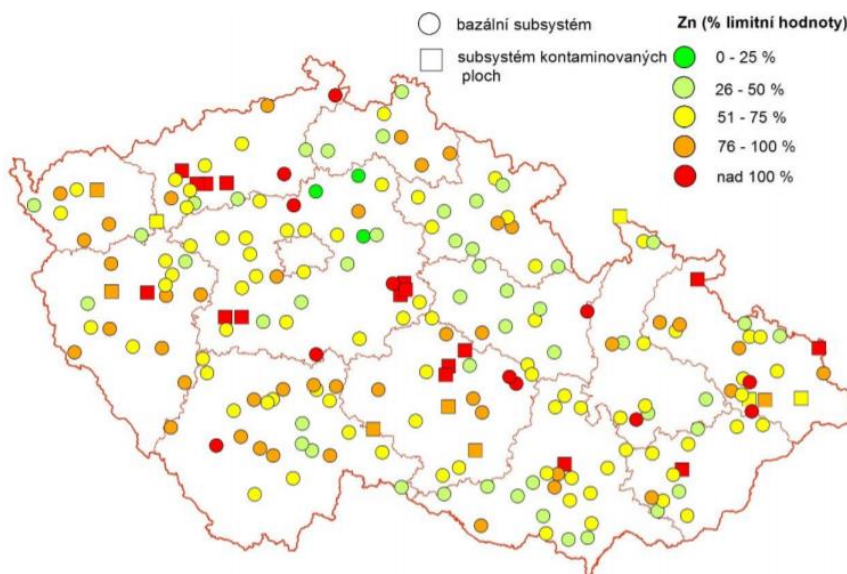 bazální subsystém
subsystém kontaminovaných
ploch
Zn (% limitní hodnoty)
0 - 25 %
26 - 50 %
51 - 75 %
76 - 100 %
nad 100 %